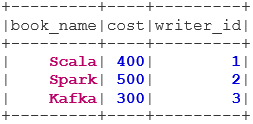 +---------+----+---------+
|book_name|cost|writer_id|
+---------+----+---------+
|    Scala| 400|        1|
|    Spark| 500|        2|
|    Kafka| 300|        3|
+---------+----+---------+